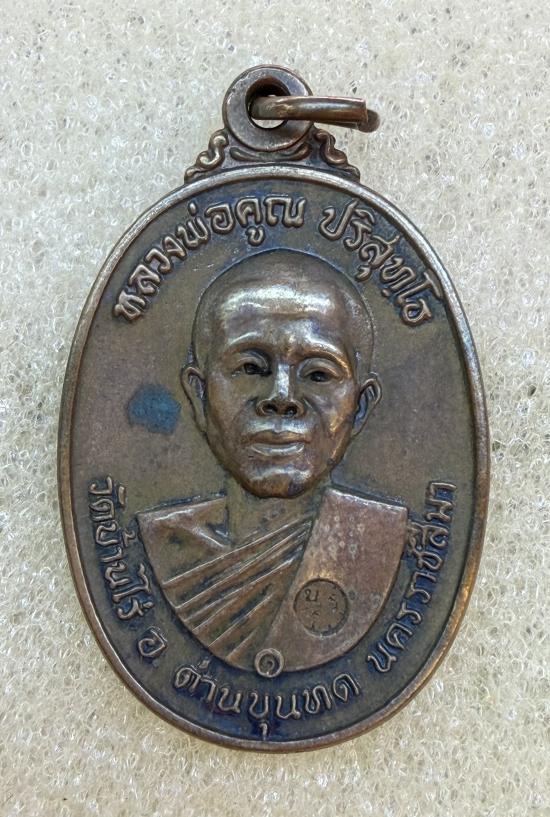 หลวงพ่อคูณ ปริสุทฺโธ
๑
วัดบ้านไร่ อ. ด่านขุนทด นครราชสีมา